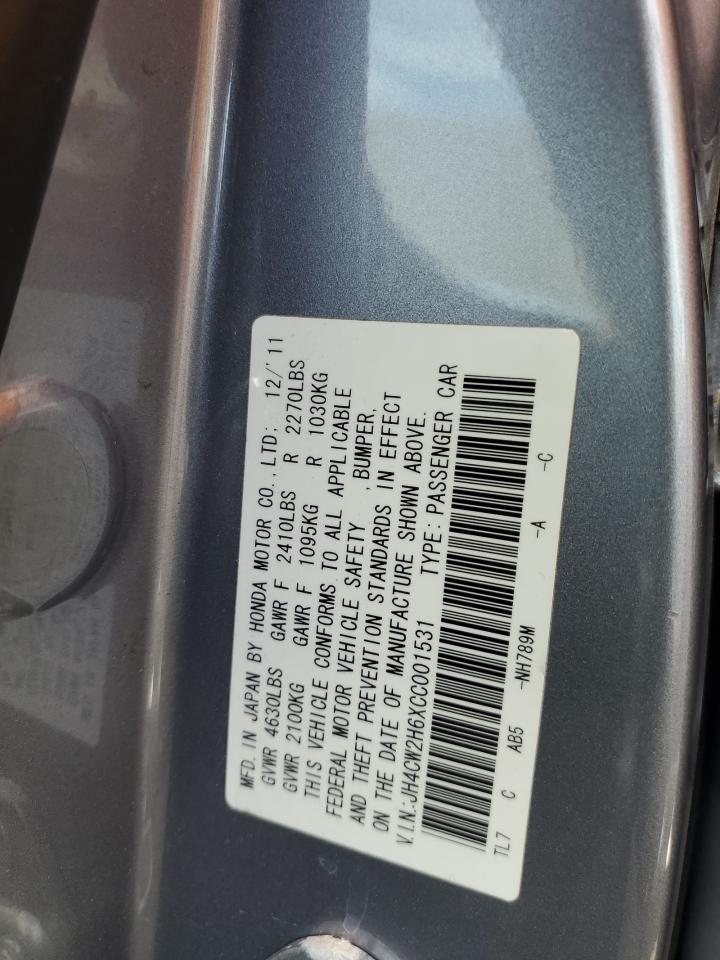 MFD. IN JAPAN BY HONDA MOTOR CO., LTD; 12/'11
GVWR 4630LBS GAWR F 2410LBS R 2270LBS
GVWR 2100KG GAWR F 1095KG R 1030KG
THIS VEHICLE CONFORMS TO ALL APPLICABLE
FEDERAL MOTOR VEHICLE SAFETY , BUMPER,
AND THEFT PREVENTION STANDARDS IN EFFECT
ON THE DATE OF MANUFACTURE SHOWN ABOVE.
V.I.N.:JH4CW2H6XCC001531 TYPE: PASSENGER CAR
TL7 C AB5 -NH789M -A -C